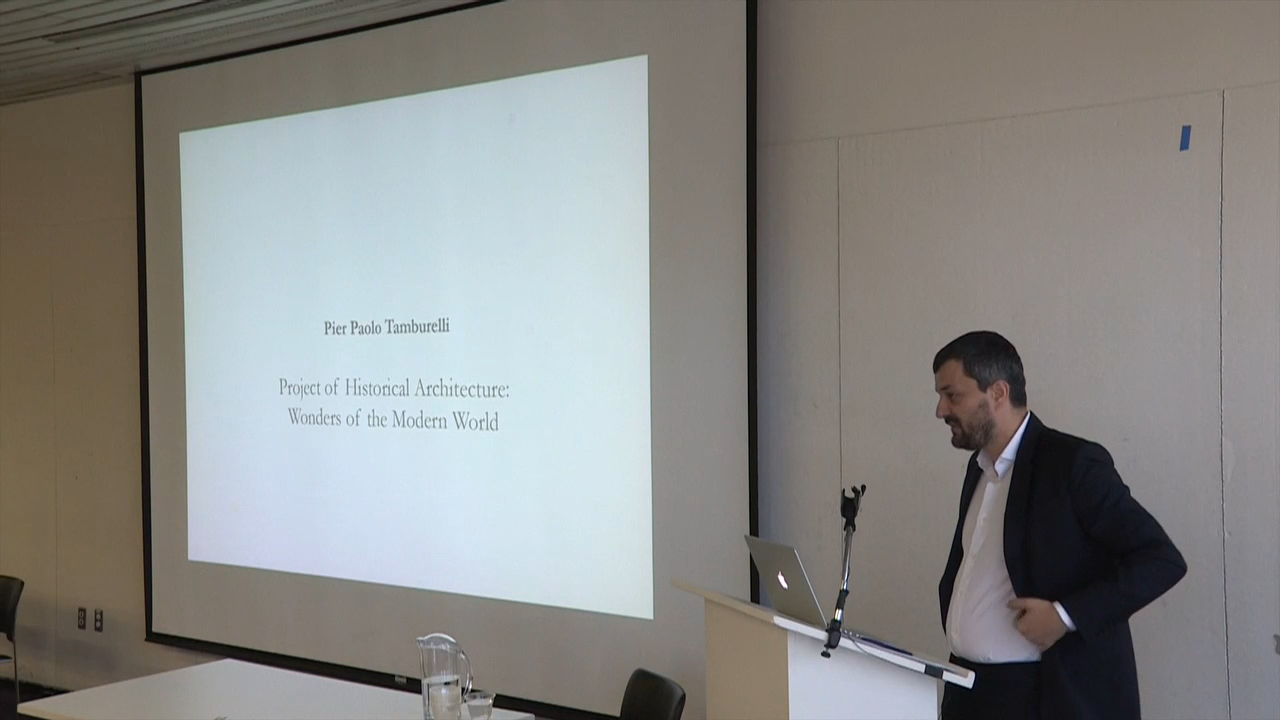 Pier Paolo Tamburelli
Project of Historical Architecture:
Wonders of the Modern World